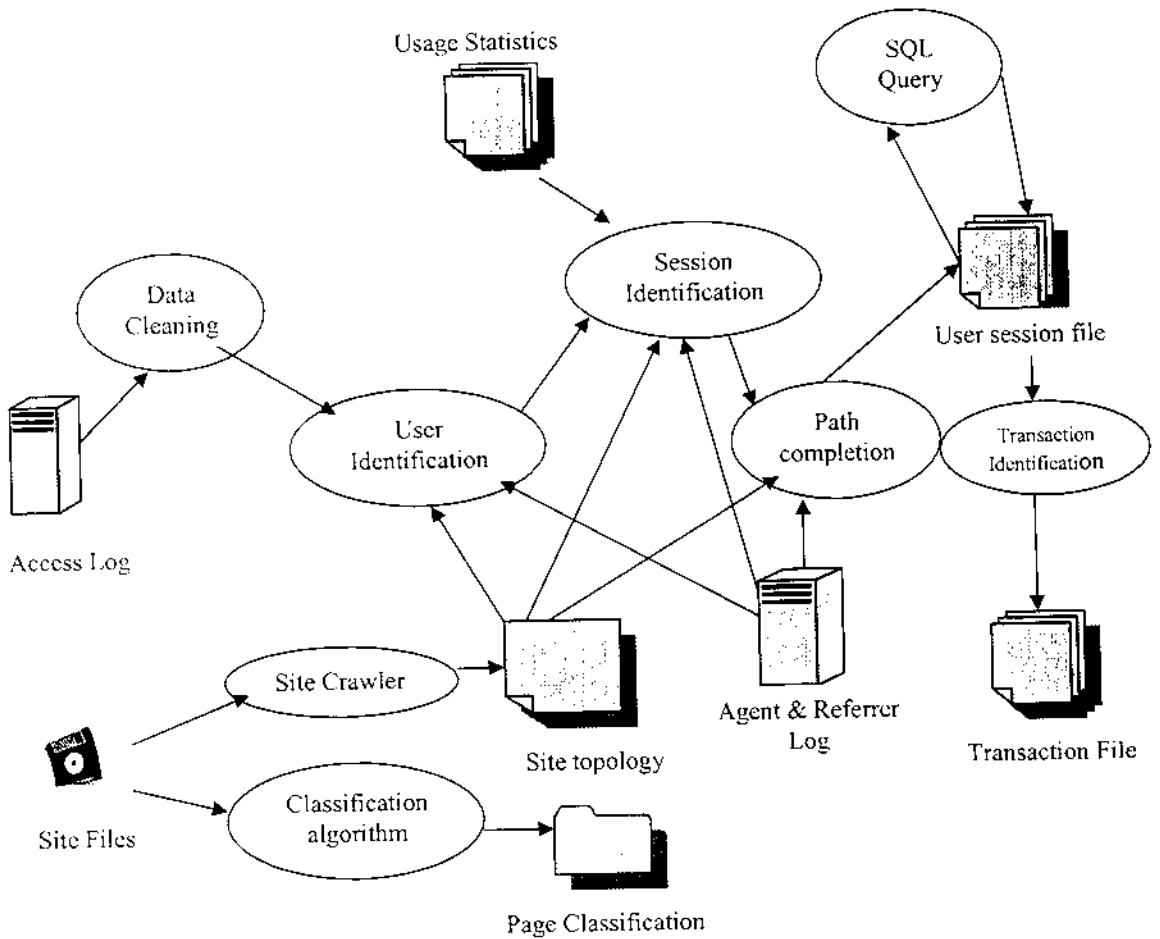 Usage Statistics
SQL
Query
Session
Identification
Data
Cleaning
User session file
User
Identification
Path
completion
Transaction
Identification
Access Log
Site Crawler
Agent & Referrer
Log
Site topology
Transaction File
Classification
algorithm
Site Files
Page Classification